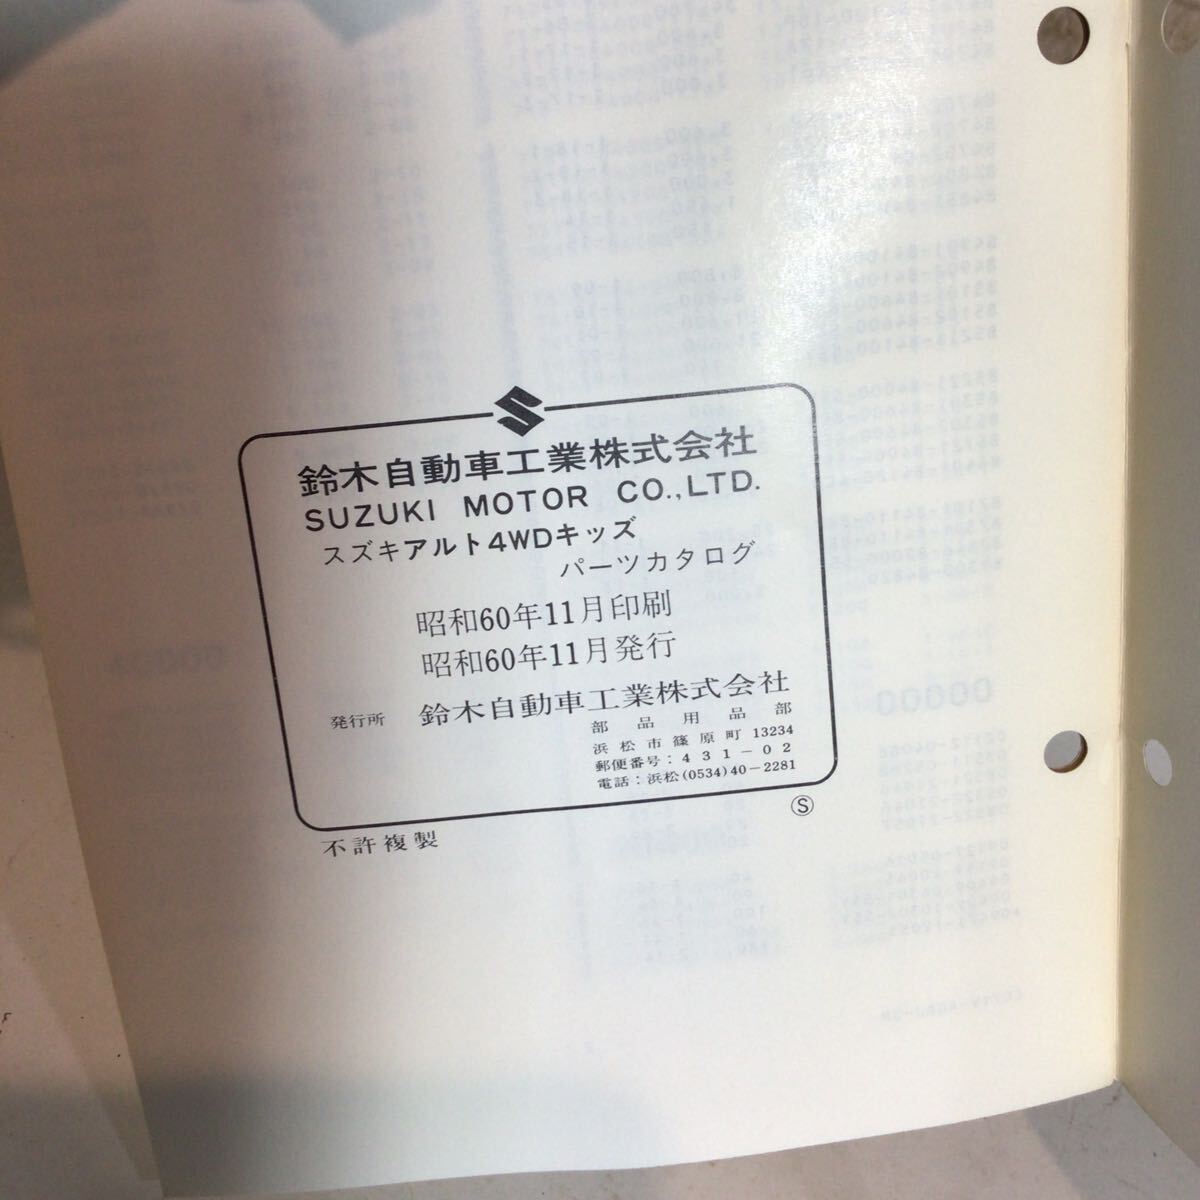 鈴木自動車工業株式会社
SUZUKI MOTOR CO.,LTD.
スズキアルト4WDキッズ
パーツカタログ
昭和60年11月印刷
昭和60年11月発行
発行所 鈴木自動車工業株式会社
部品用品部
浜松市篠原町13234
郵便番号:431-02
電話:浜松(0534)40-2281
Ⓢ
不許複製